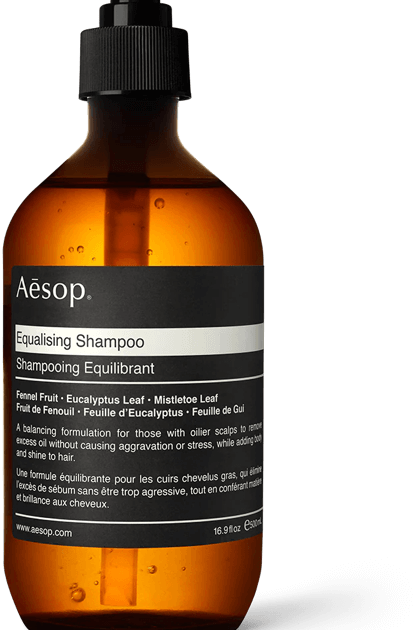 Aēsop®
Equalising Shampoo
Shampooing Equilibrant
Fennel Fruit · Eucalyptus Leaf · Mistletoe Leaf
Fruit de Fenouil · Feuille d'Eucalyptus · Feuille de Gui
A balancing formulation for those with oilier scalps to remove
excess oil without causing aggravation or stress, while adding body
and shine to hair.
Une formule équilibrante pour les cuirs chevelus gras, qui élimine
l'excès de sébum sans être trop agressive, tout en conférant matière
et brillance aux cheveux.
www.aesop.com 16.9 fl oz ℮500mL